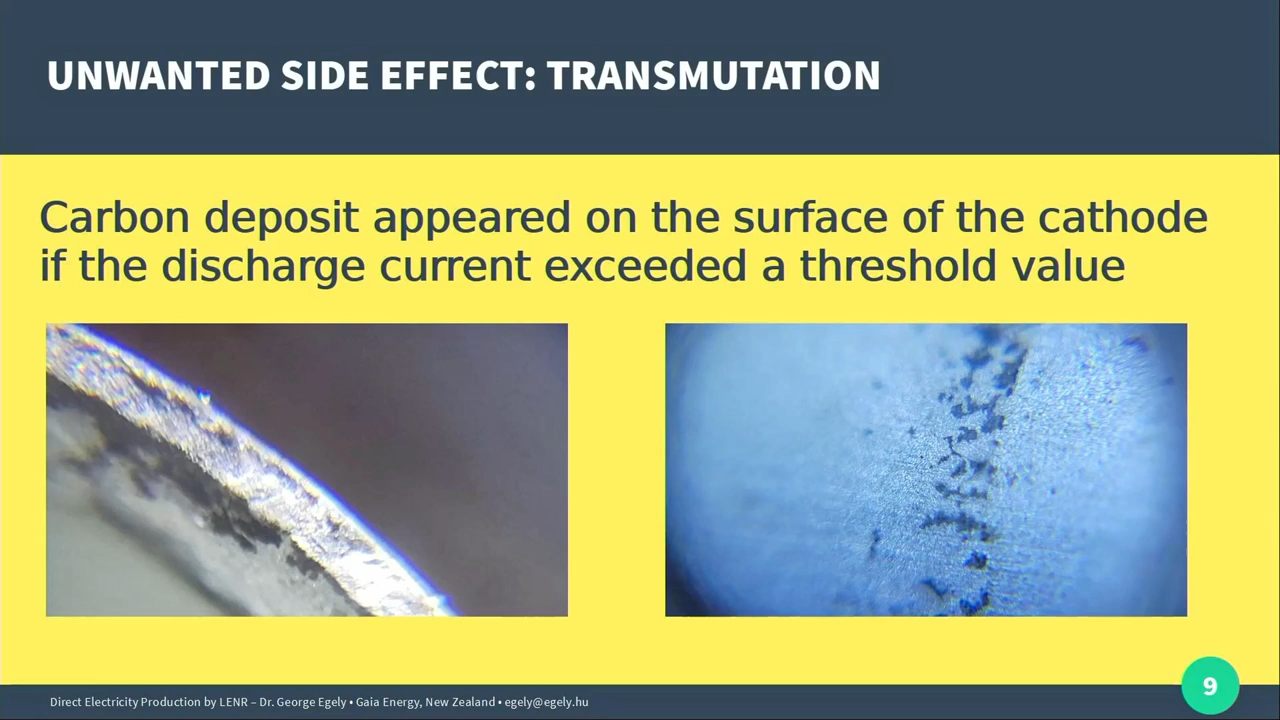 UNWANTED SIDE EFFECT: TRANSMUTATION
Carbon deposit appeared on the surface of the cathode
if the discharge current exceeded a threshold value
Direct Electricity Production by LENR – Dr. George Egely • Gaia Energy, New Zealand • egely@egely.hu
9